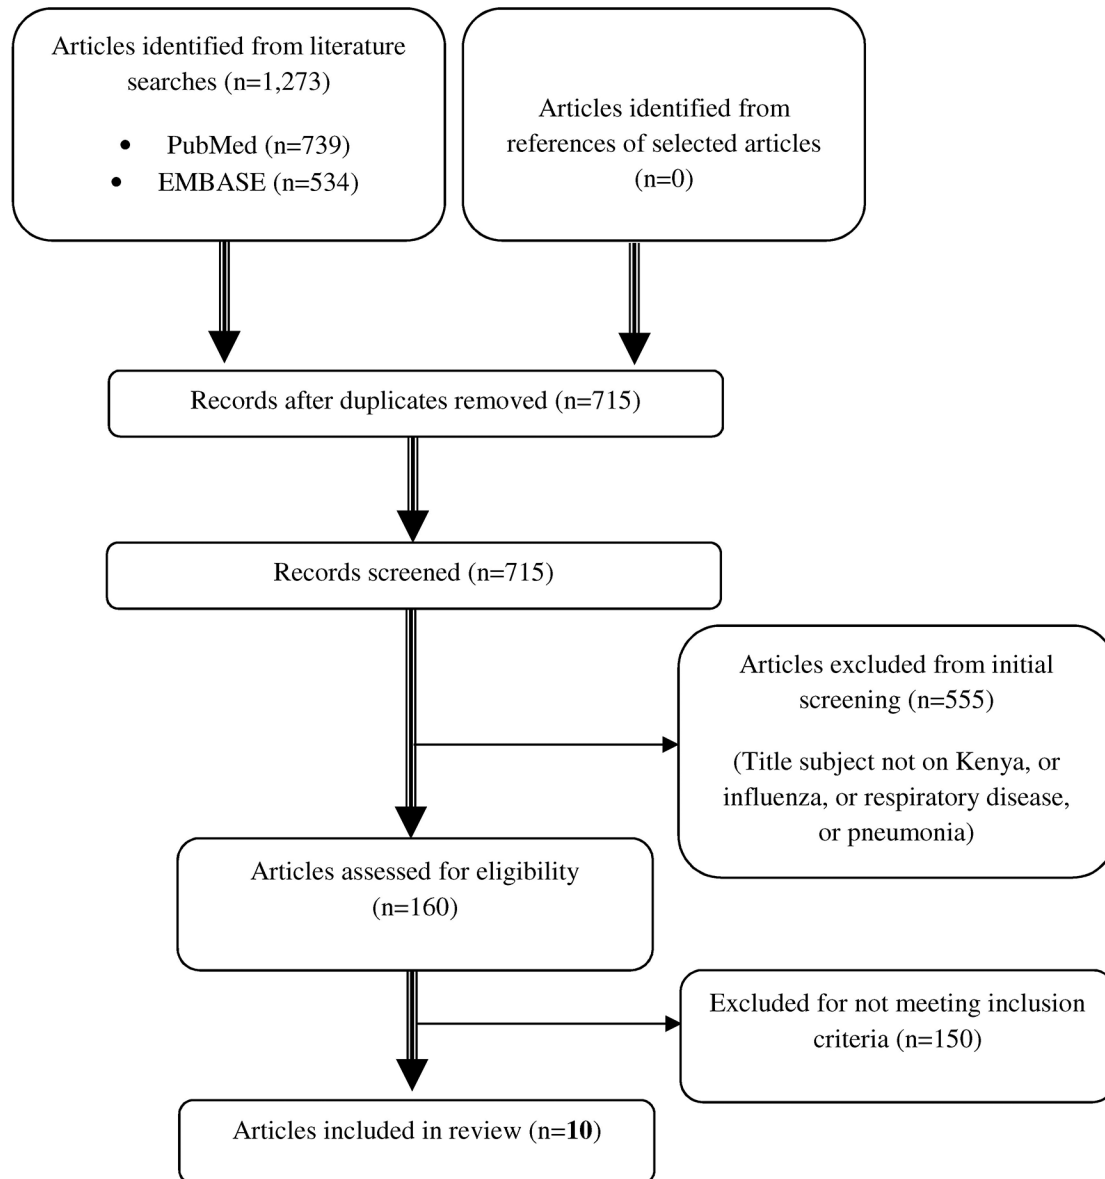 Articles identified from literature
searches (n=1,273)
• PubMed (n=739)
• EMBASE (n=534)
Articles identified from
references of selected articles
(n=0)
Records after duplicates removed (n=715)
Records screened (n=715)
Articles excluded from initial
screening (n=555)
(Title subject not on Kenya, or
influenza, or respiratory disease,
or pneumonia)
Articles assessed for eligibility
(n=160)
Excluded for not meeting inclusion
criteria (n=150)
Articles included in review (n=10)